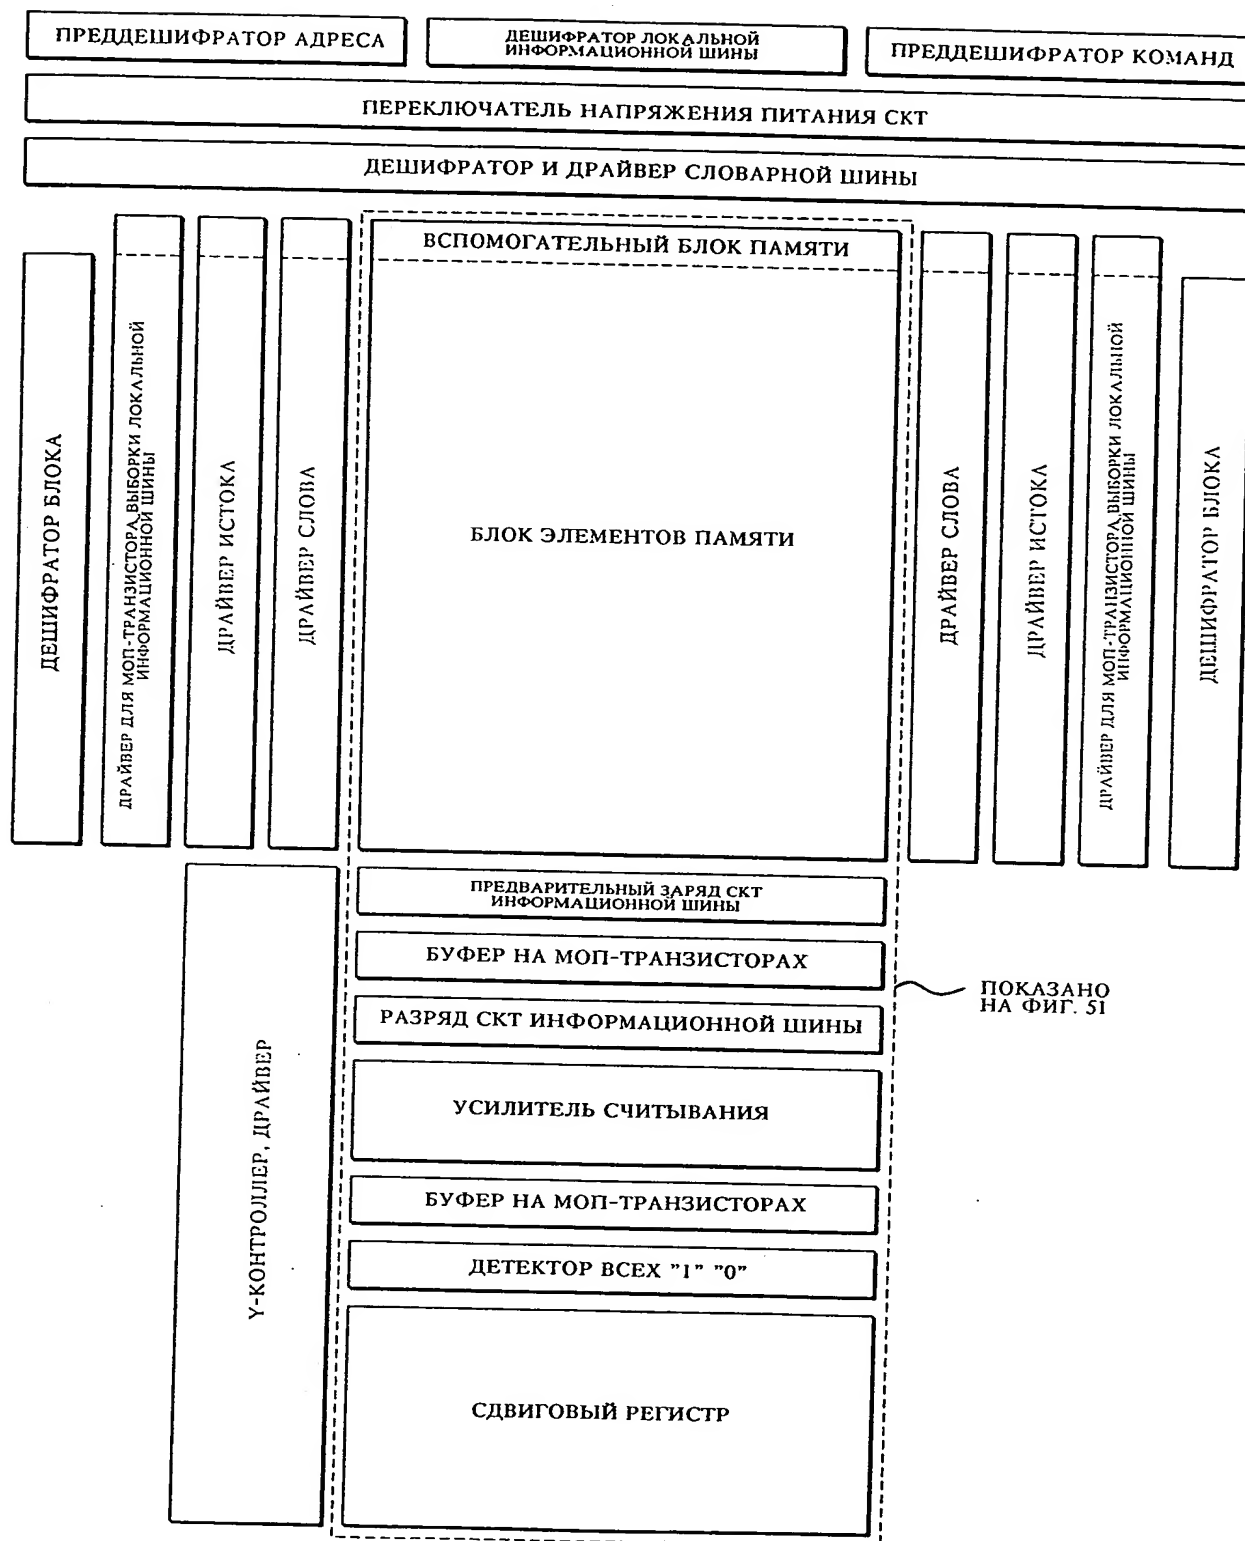 ПРЕДДЕШИФРАТОР АДРЕСА
ДЕШИФРАТОР ЛОКАЛЬНОЙ
ИНФОРМАЦИОННОЙ ШИНЫ
ПРЕДДЕШИФРАТОР КОМАНД
ПЕРЕКЛЮЧАТЕЛЬ НАПРЯЖЕНИЯ ПИТАНИЯ СКТ
ДЕШИФРАТОР И ДРАЙВЕР СЛОВАРНОЙ ШИНЫ
ДЕШИФРАТОР БЛОКА
ДРАЙВЕР ДЛЯ МОП-ТРАНЗИСТОРА ВЫБОРКИ ЛОКАЛЬНОЙ
ИНФОРМАЦИОННОЙ ШИНЫ
ДРАЙВЕР ИСТОКА
ДРАЙВЕР СЛОВА
ВСПОМОГАТЕЛЬНЫЙ БЛОК ПАМЯТИ
БЛОК ЭЛЕМЕНТОВ ПАМЯТИ
ДРАЙВЕР СЛОВА
ДРАЙВЕР ИСТОКА
ДРАЙВЕР ДЛЯ МОП-ТРАНЗИСТОРА ВЫБОРКИ ЛОКАЛЬНОЙ
ИНФОРМАЦИОННОЙ ШИНЫ
ДЕШИФРАТОР БЛОКА
Y-КОНТРОЛЛЕР, ДРАЙВЕР
ПРЕДВАРИТЕЛЬНЫЙ ЗАРЯД СКТ
ИНФОРМАЦИОННОЙ ШИНЫ
БУФЕР НА МОП-ТРАНЗИСТОРАХ
РАЗРЯД СКТ ИНФОРМАЦИОННОЙ ШИНЫ
УСИЛИТЕЛЬ СЧИТЫВАНИЯ
БУФЕР НА МОП-ТРАНЗИСТОРАХ
ДЕТЕКТОР ВСЕХ "1" "0"
СДВИГОВЫЙ РЕГИСТР
ПОКАЗАНО
НА ФИГ. 51